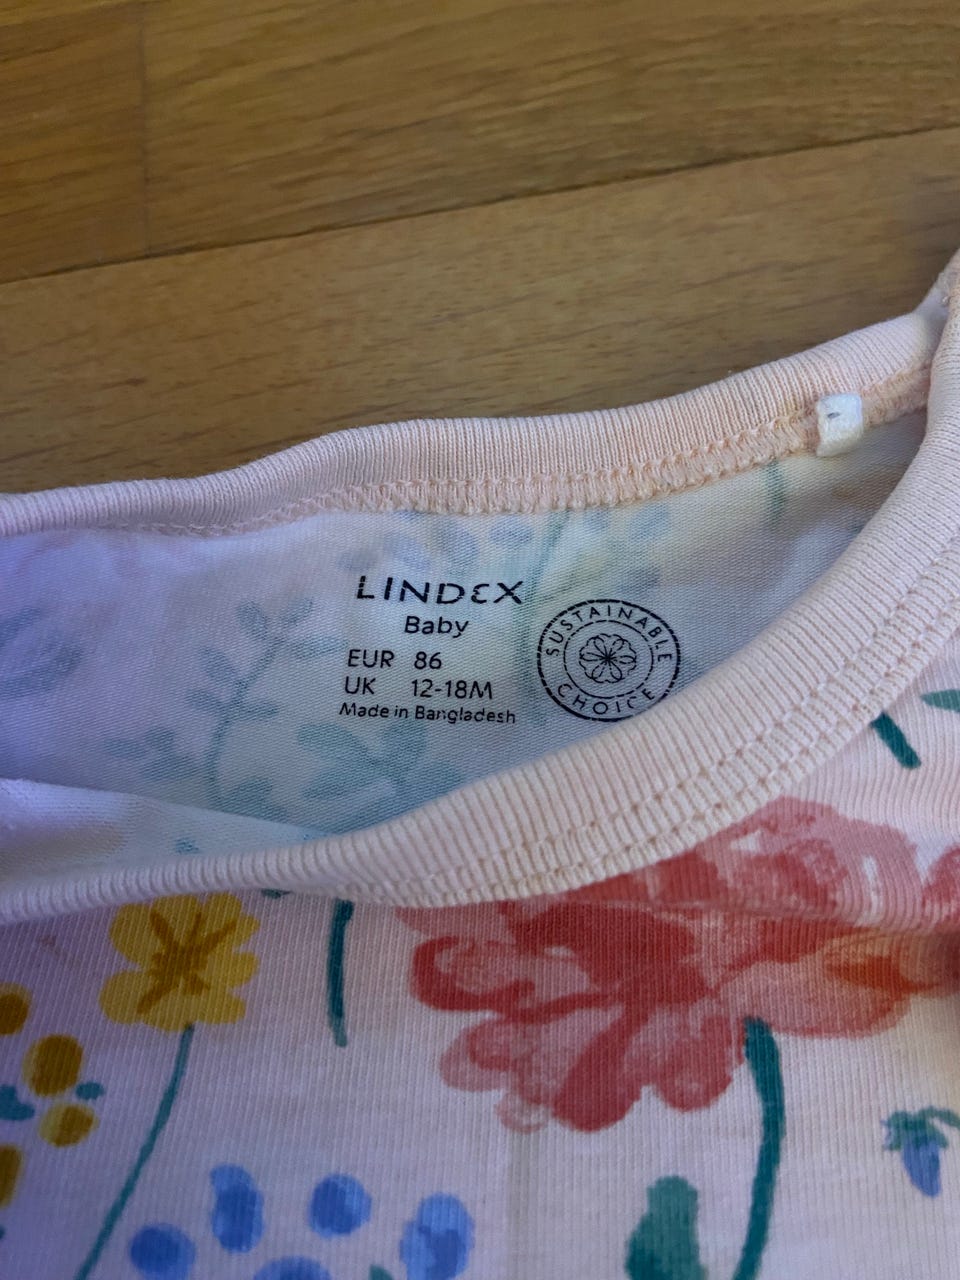 LINDEX
Baby
EUR 86
UK 12-18M
Made in Bangladesh
SUSTAINABLE
CHOICE